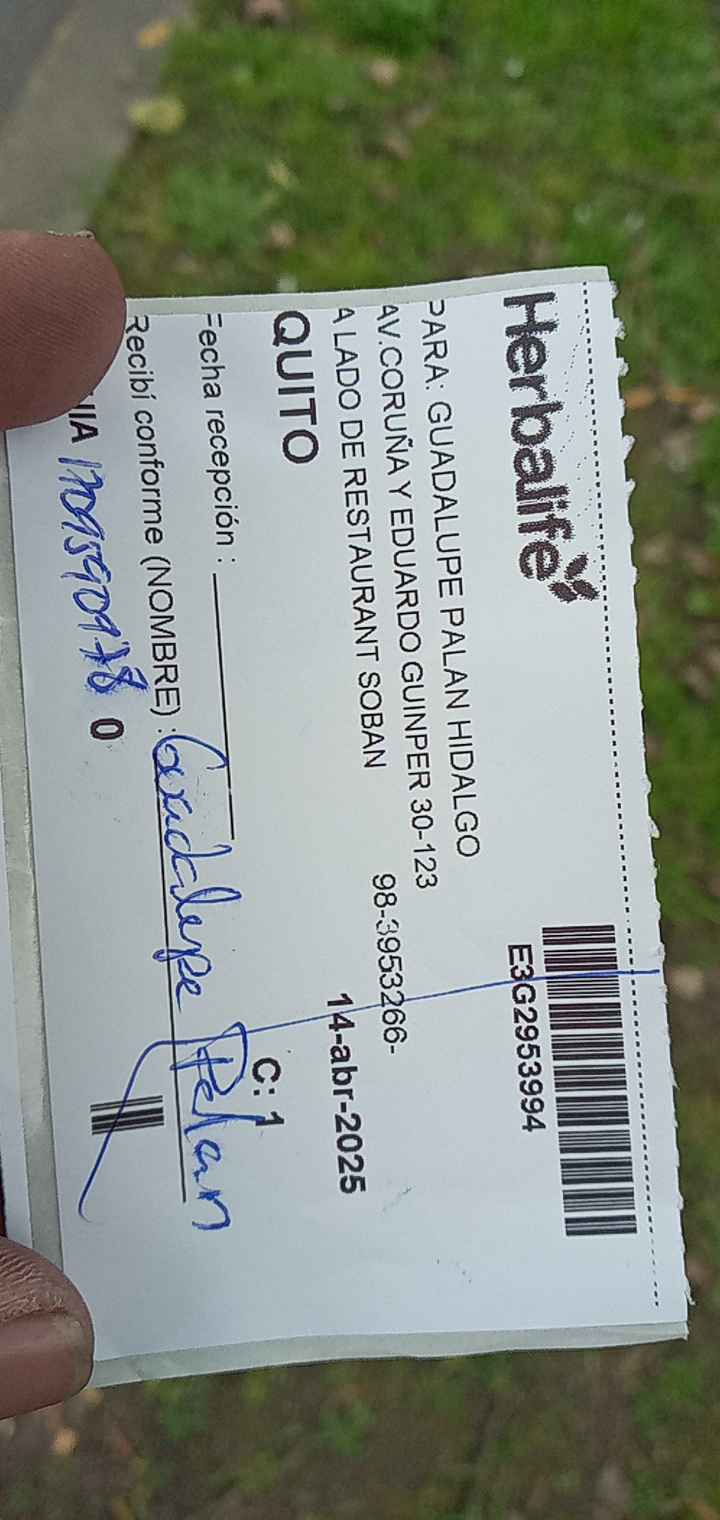 Herbalife
E3G2953994
PARA: GUADALUPE PALAN HIDALGO
AV.CORUÑA Y EDUARDO GUINPER 30-123
98-3953266-
A LADO DE RESTAURANT SOBAN
14-abr-2025
QUITO
C: 1
Fecha recepción :
Recibí conforme (NOMBRE) : Guadalupe Palan
0